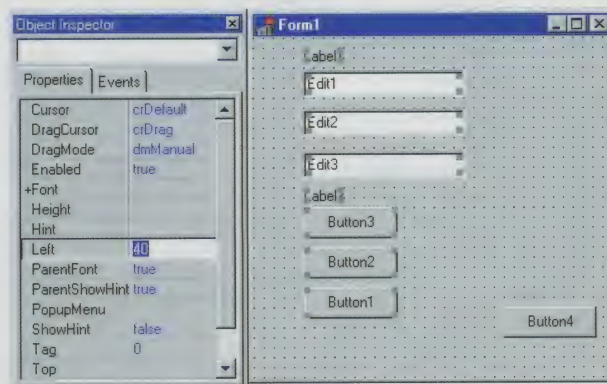 Object Inspector
Properties
Events
Cursor crDefault
DragCursor crDrag
DragMode dmManual
Enabled true
+Font
Height
Hint
Left 40
ParentFont true
ParentShowHint true
PopupMenu
ShowHint false
Tag 0
Top
Form1
Edit1
Edit2
Edit3
Button3
Button2
Button1
Button4